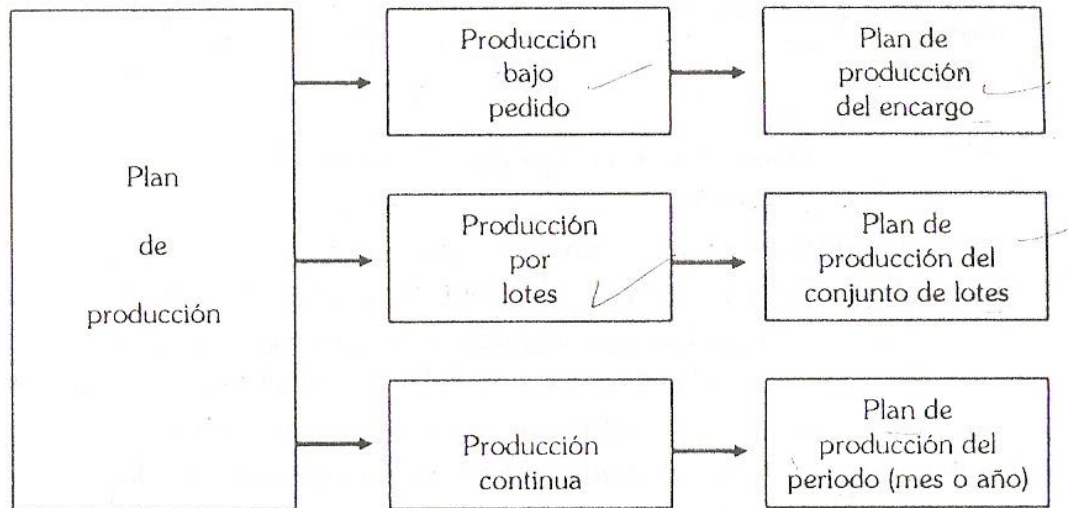 Plan
de
producción
Producción
bajo
pedido
Plan de
producción
del encargo
Producción
por
lotes
Plan de
producción del
conjunto de lotes
Producción
continua
Plan de
producción del
periodo (mes o año)